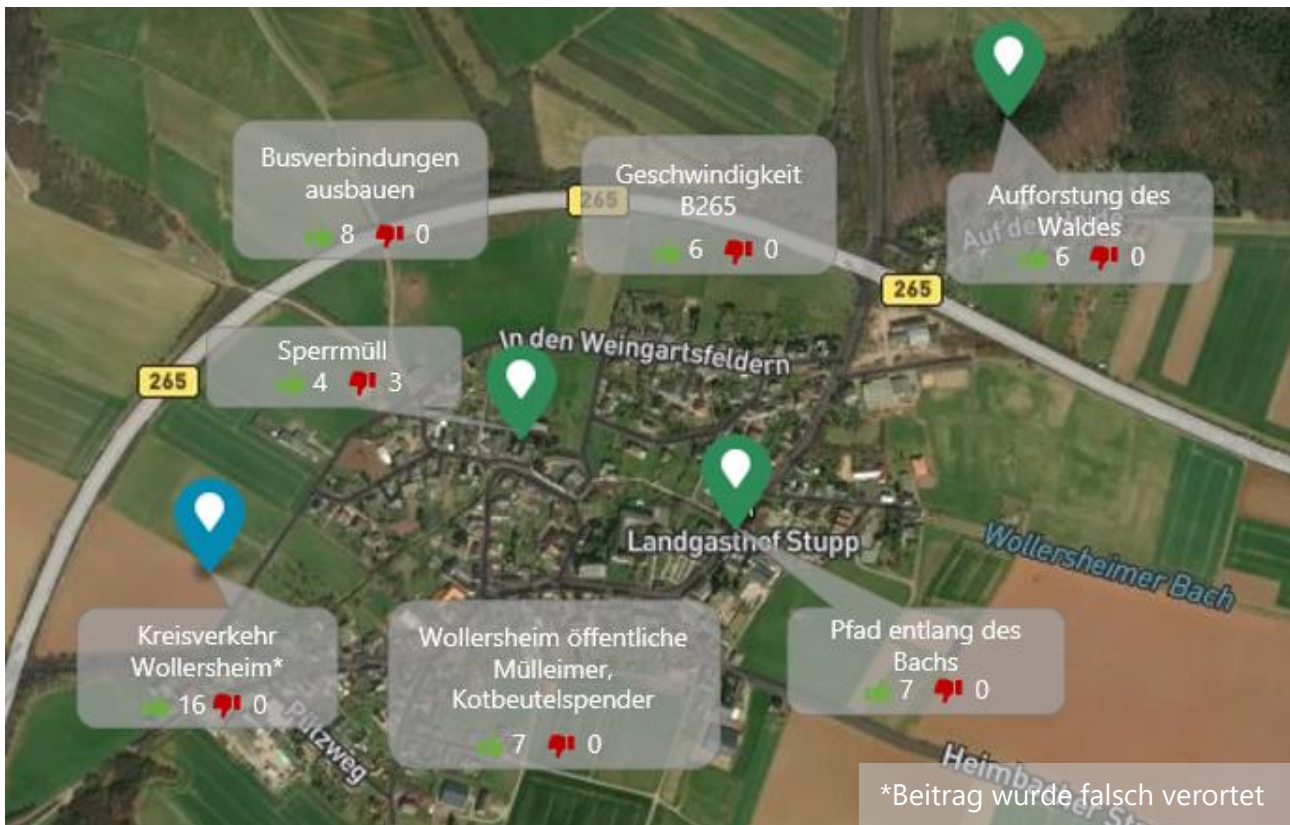 Busverbindungen
ausbauen
8 0
265
Geschwindigkeit
B265
6 0
Aufforstung des
Waldes
6 0
265
In den Weingartsfeldern
Sperrmüll
4 3
265
Landgasthof Stupp
Wollersheimer Bach
Kreisverkehr
Wollersheim*
16 0
Wollersheim öffentliche
Mülleimer,
Kotbeutelspender
7 0
Pfad entlang des
Bachs
7 0
Pützweg
Heimbacher
*Beitrag wurde falsch verortet